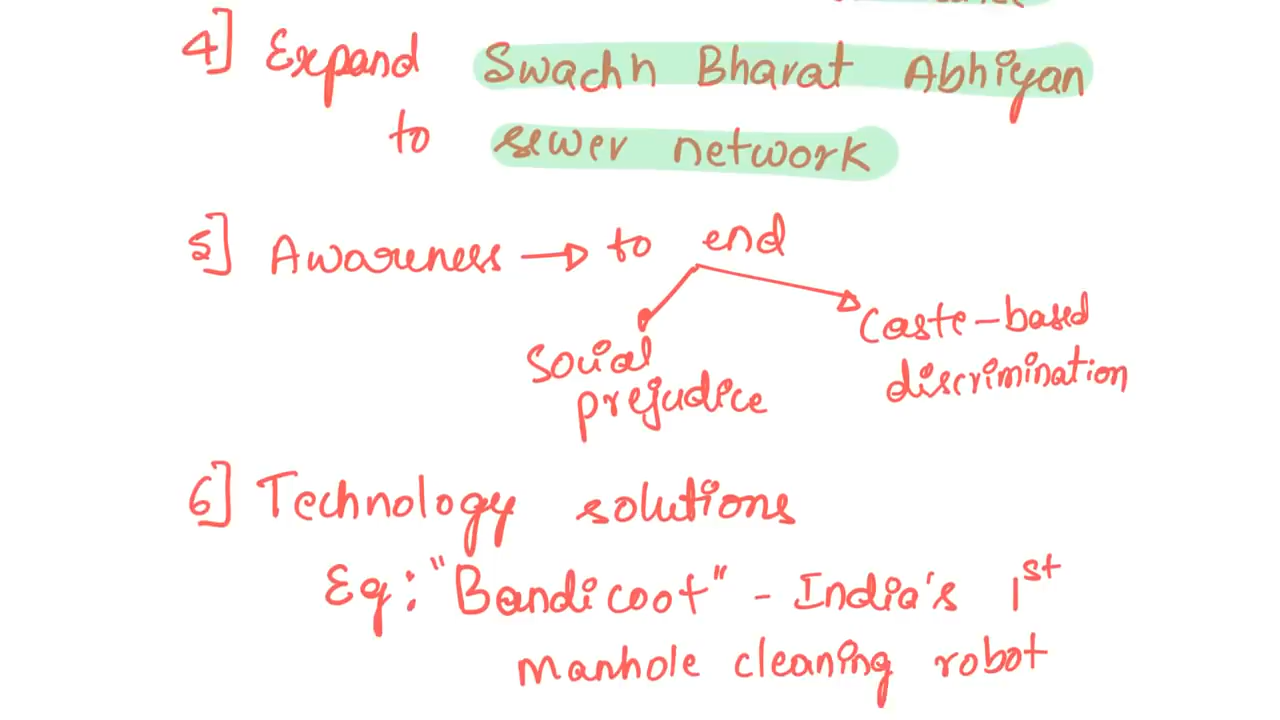 4] Expand Swachh Bharat Abhiyan
to sewer network
5] Awareness → to end
Social prejudice
Caste-based discrimination
6] Technology solutions
Eg: "Bandicoot" - India's 1st
manhole cleaning robot